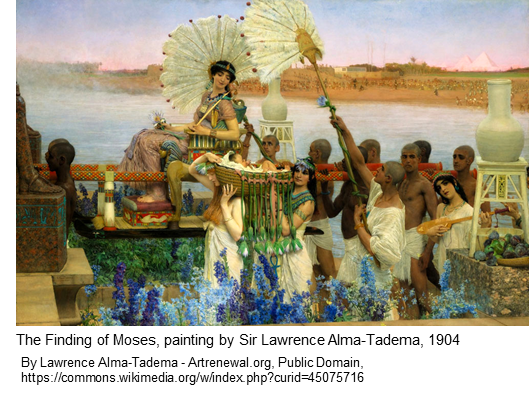 The Finding of Moses, painting by Sir Lawrence Alma-Tadema, 1904
By Lawrence Alma-Tadema - Artrenewal.org, Public Domain,
https://commons.wikimedia.org/w/index.php?curid=45075716